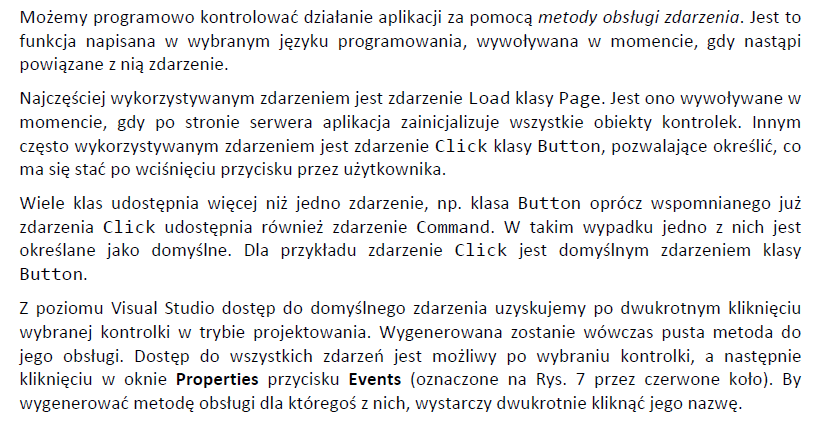 Możemy programowo kontrolować działanie aplikacji za pomocą metody obsługi zdarzenia. Jest to
funkcja napisana w wybranym języku programowania, wywoływana w momencie, gdy nastąpi
powiązane z nią zdarzenie.
Najczęściej wykorzystywanym zdarzeniem jest zdarzenie Load klasy Page. Jest ono wywoływane w
momencie, gdy po stronie serwera aplikacja zainicjalizuje wszystkie obiekty kontrolek. Innym
często wykorzystywanym zdarzeniem jest zdarzenie Click klasy Button, pozwalające określić, co
ma się stać po wciśnięciu przycisku przez użytkownika.
Wiele klas udostępnia więcej niż jedno zdarzenie, np. klasa Button oprócz wspomnianego już
zdarzenia Click udostępnia również zdarzenie Command. W takim wypadku jedno z nich jest
określane jako domyślne. Dla przykładu zdarzenie Click jest domyślnym zdarzeniem klasy
Button.
Z poziomu Visual Studio dostęp do domyślnego zdarzenia uzyskujemy po dwukrotnym kliknięciu
wybranej kontrolki w trybie projektowania. Wygenerowana zostanie wówczas pusta metoda do
jego obsługi. Dostęp do wszystkich zdarzeń jest możliwy po wybraniu kontrolki, a następnie
kliknięciu w oknie Properties przycisku Events (oznaczone na Rys. 7 przez czerwone koło). By
wygenerować metodę obsługi dla któregoś z nich, wystarczy dwukrotnie kliknąć jego nazwę.